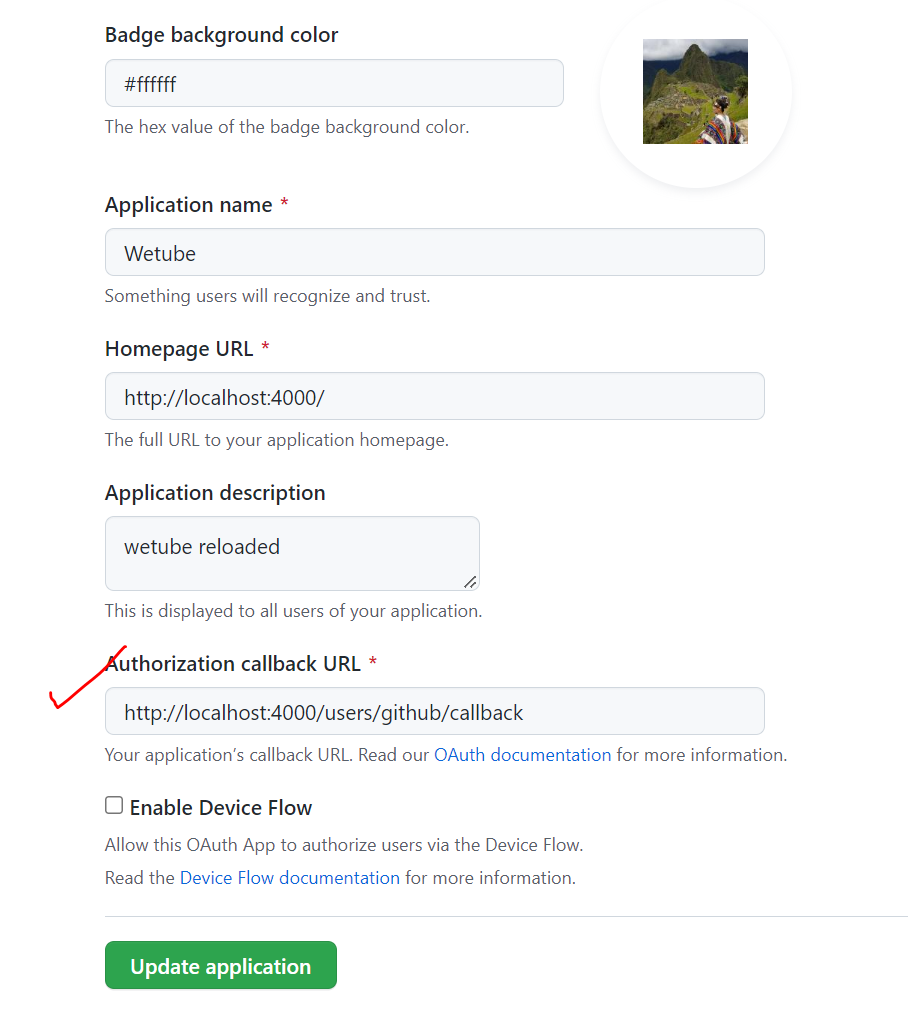 Badge background color
#ffffff
The hex value of the badge background color.
Application name *
Wetube
Something users will recognize and trust.
Homepage URL *
http://localhost:4000/
The full URL to your application homepage.
Application description
wetube reloaded
This is displayed to all users of your application.
Authorization callback URL *
http://localhost:4000/users/github/callback
Your application’s callback URL. Read our OAuth documentation for more information.
Enable Device Flow
Allow this OAuth App to authorize users via the Device Flow.
Read the Device Flow documentation for more information.
Update application